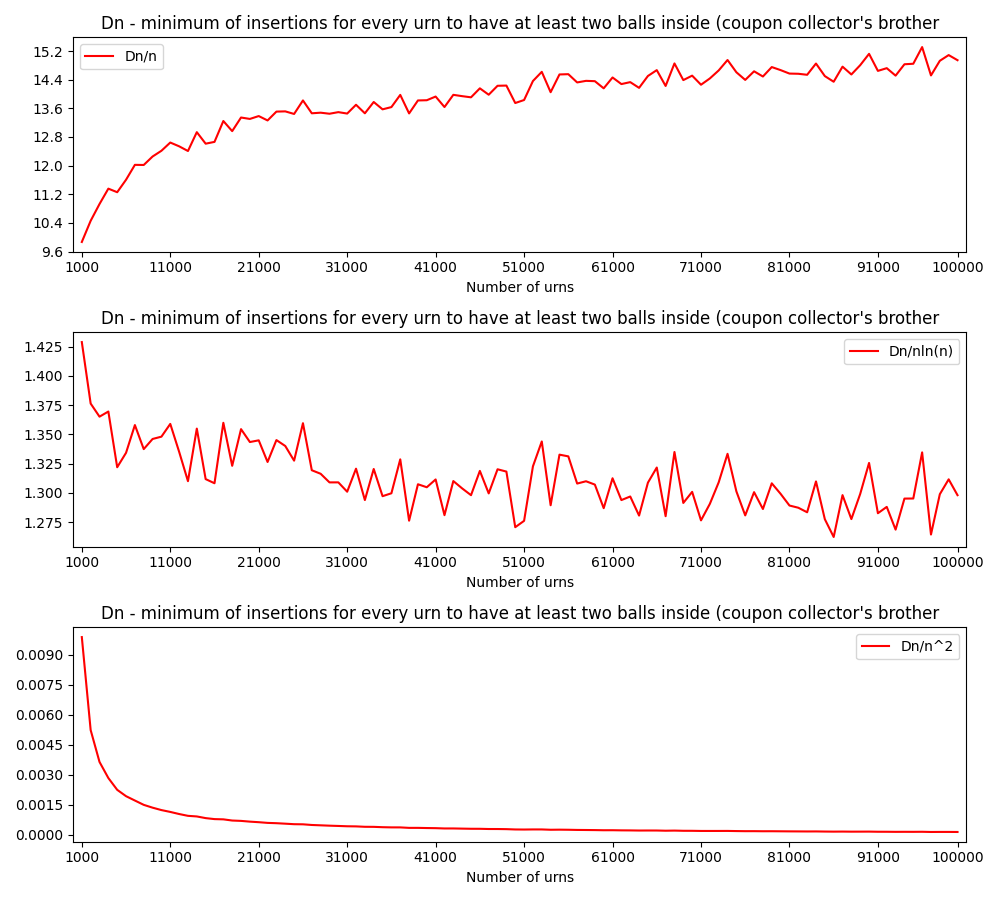 Dn - minimum of insertions for every urn to have at least two balls inside (coupon collector's brother
Dn/n
15.2
14.4
13.6
12.8
12.0
11.2
10.4
9.6
1000 11000 21000 31000 41000 51000 61000 71000 81000 91000 100000
Number of urns
Dn - minimum of insertions for every urn to have at least two balls inside (coupon collector's brother
Dn/nln(n)
1.425
1.400
1.375
1.350
1.325
1.300
1.275
1000 11000 21000 31000 41000 51000 61000 71000 81000 91000 100000
Number of urns
Dn - minimum of insertions for every urn to have at least two balls inside (coupon collector's brother
Dn/n^2
0.0090
0.0075
0.0060
0.0045
0.0030
0.0015
0.0000
1000 11000 21000 31000 41000 51000 61000 71000 81000 91000 100000
Number of urns